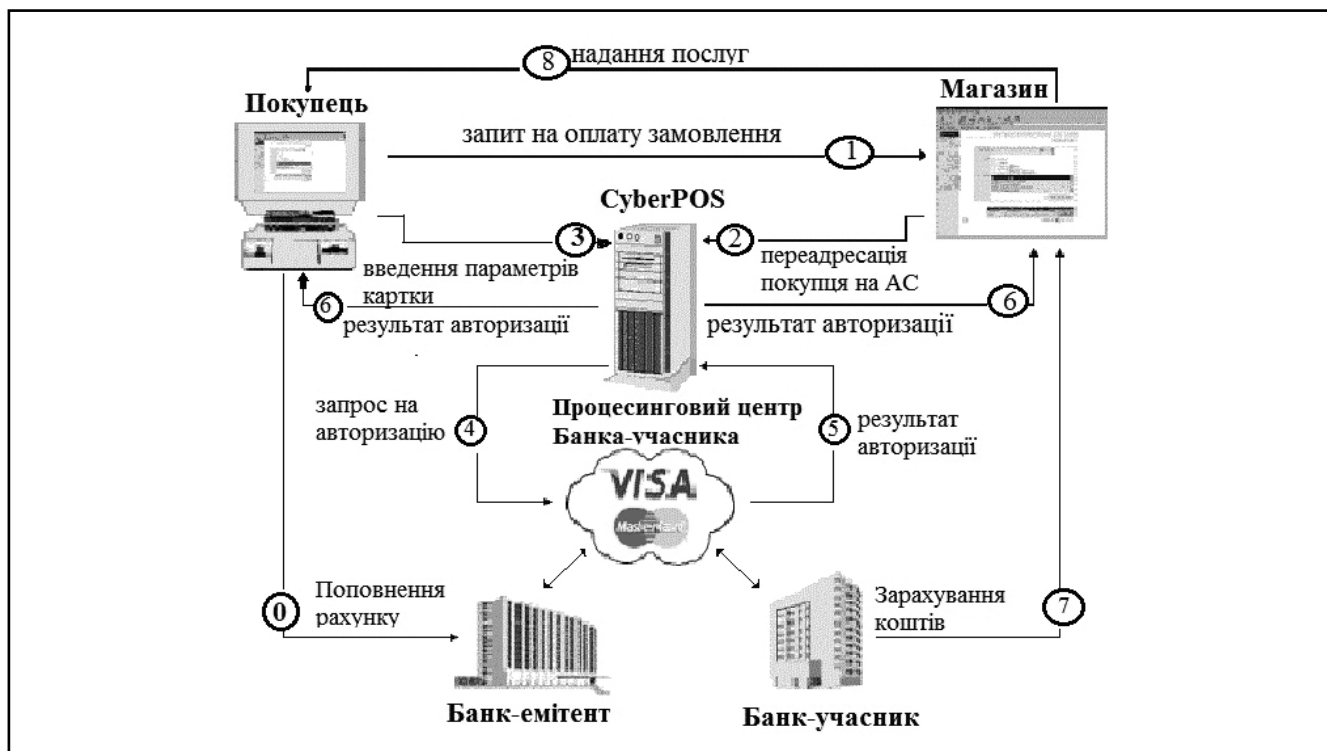 8 надання послуг
Покупець
Магазин
запит на оплату замовлення
1
CyberPOS
3
2
введення параметрів
картки
переадресація
покупця на АС
6
результат авторизації
6
результат авторизації
запрос на
авторизацію
4
Процесинговий центр
Банка-учасника
5
результат
авторизації
VISA
MasterCard
0
Поповнення
рахунку
Зарахування
коштів
7
Банк-емітент
Банк-учасник